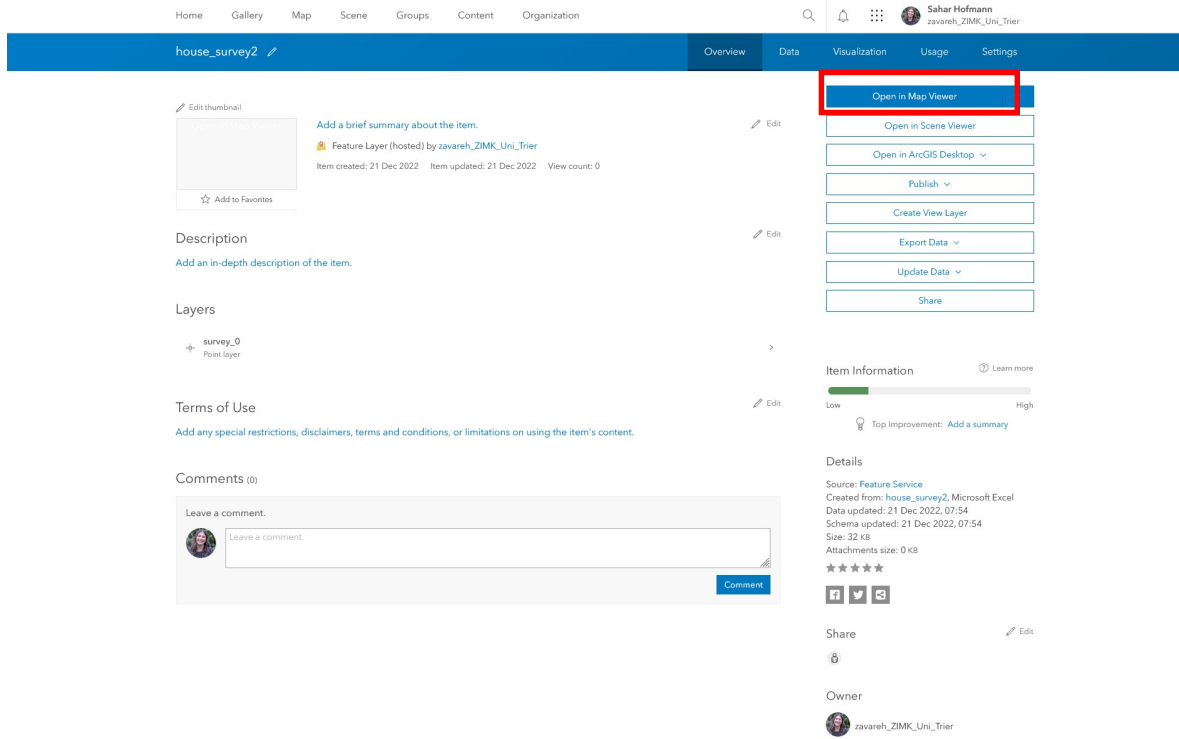 Home Gallery Map Scene Groups Content Organization
Sahar Hofmann
zavareh_ZIMK_Uni_Trier
house_survey2
Overview Data Visualization Usage Settings
Edit thumbnail
Add to Favorites
Add a brief summary about the item.
Edit
Feature Layer (hosted) by zavareh_ZIMK_Uni_Trier
Item created: 21 Dec 2022 Item updated: 21 Dec 2022 View count: 0
Description
Edit
Add an in-depth description of the item.
Layers
survey_0
Point layer
Terms of Use
Edit
Add any special restrictions, disclaimers, terms and conditions, or limitations on using the item's content.
Comments (0)
Leave a comment.
Leave a comment.
Comment
Open in Map Viewer
Open in Scene Viewer
Open in ArcGIS Desktop
Publish
Create View Layer
Export Data
Update Data
Share
Item Information
Learn more
Low High
Top Improvement: Add a summary
Details
Source: Feature Service
Created from: house_survey2, Microsoft Excel
Data updated: 21 Dec 2022, 07:54
Schema updated: 21 Dec 2022, 07:54
Size: 32 KB
Attachments size: 0 KB
Share
Edit
Owner
zavareh_ZIMK_Uni_Trier